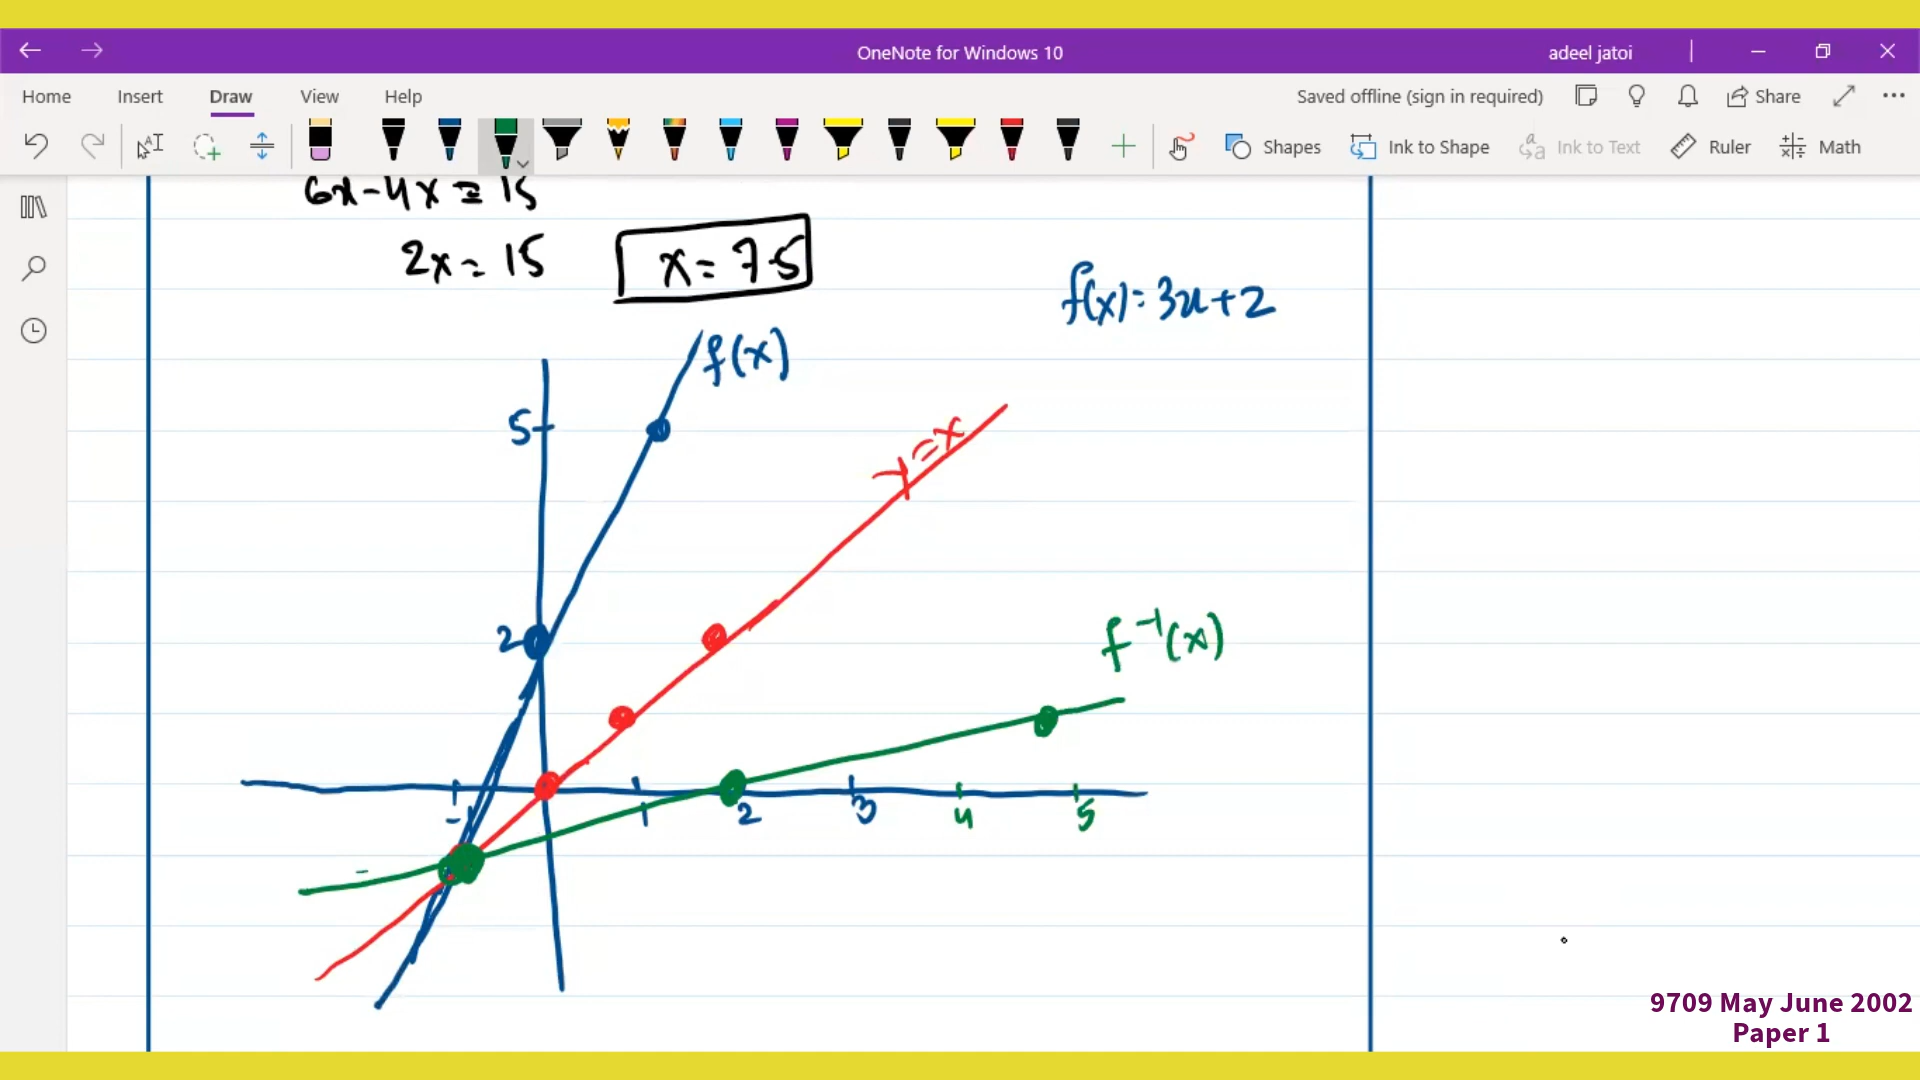 OneNote for Windows 10
adeel jatoi
Home Insert Draw View Help
Saved offline (sign in required)
Share
Shapes
Ink to Shape
Ink to Text
Ruler
Math
6x-4x = 15
2x = 15
x = 7.5
f(x) = 3x+2
f(x)
5
y=x
2
f⁻¹(x)
-1 1 2 3 4 5
-
9709 May June 2002
Paper 1